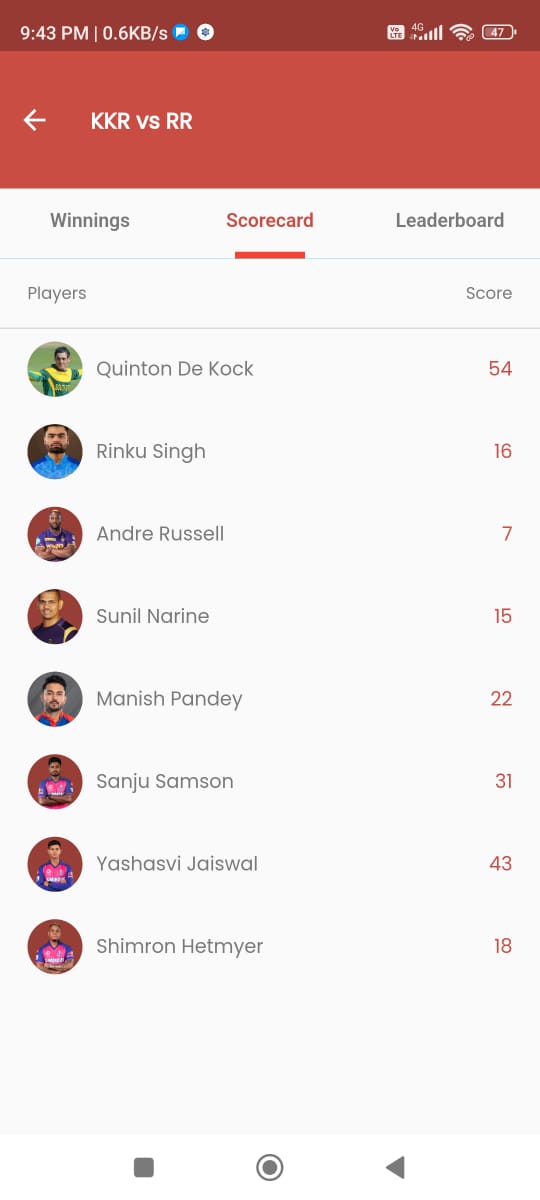 9:43 PM | 0.6KB/s
Vo LTE 4G 47
KKR vs RR
Winnings Scorecard Leaderboard
Players Score
Quinton De Kock 54
Rinku Singh 16
Andre Russell 7
Sunil Narine 15
Manish Pandey 22
Sanju Samson 31
Yashasvi Jaiswal 43
Shimron Hetmyer 18